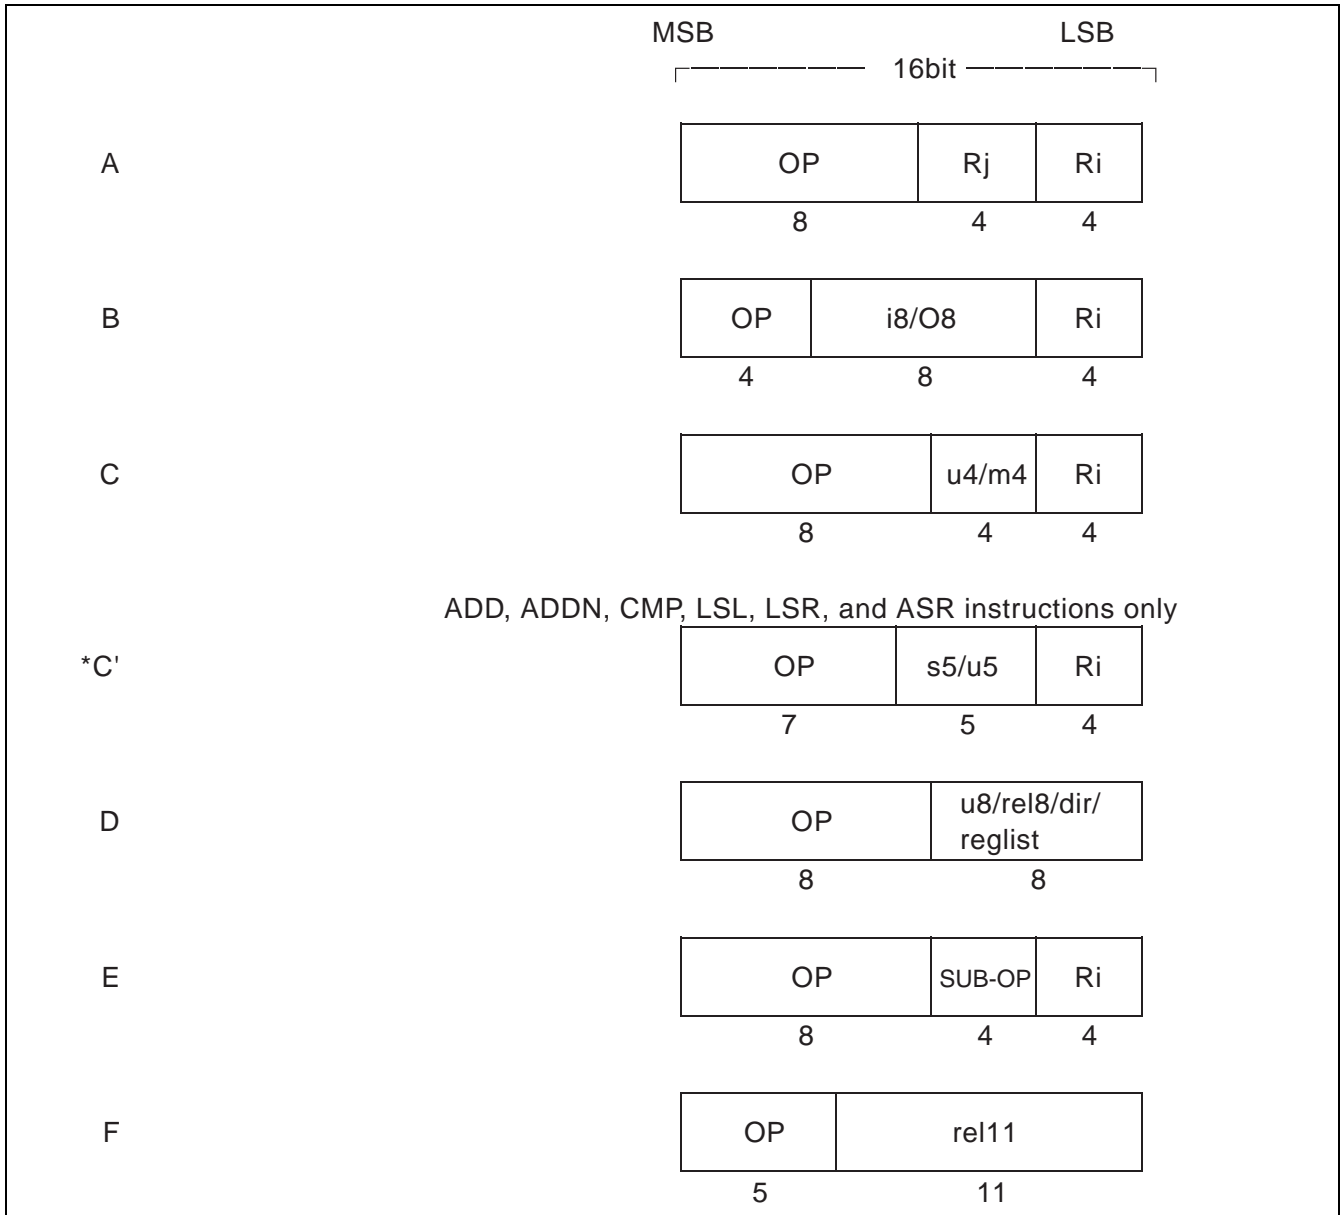 MSB LSB
16bit
A OP Rj Ri
8 4 4
B OP i8/O8 Ri
4 8 4
C OP u4/m4 Ri
8 4 4
ADD, ADDN, CMP, LSL, LSR, and ASR instructions only
*C' OP s5/u5 Ri
7 5 4
D OP u8/rel8/dir/
reglist
8 8
E OP SUB-OP Ri
8 4 4
F OP rel11
5 11